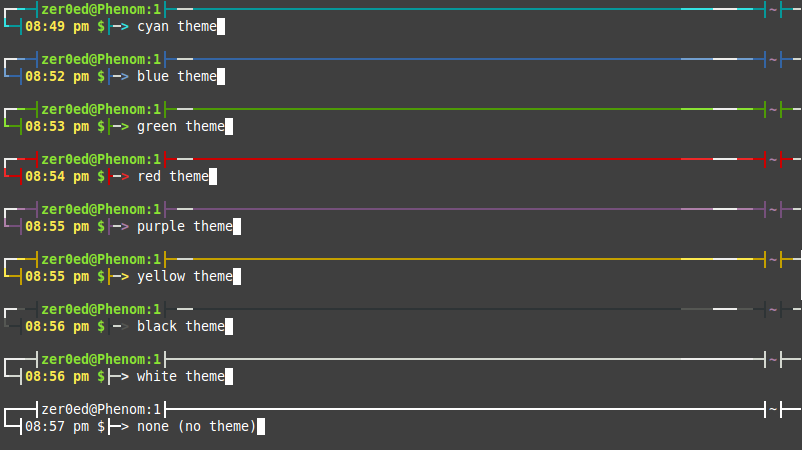 zer0ed@Phenom:1 ~
08:49 pm $ -> cyan theme
zer0ed@Phenom:1 ~
08:52 pm $ -> blue theme
zer0ed@Phenom:1 ~
08:53 pm $ -> green theme
zer0ed@Phenom:1 ~
08:54 pm $ -> red theme
zer0ed@Phenom:1 ~
08:55 pm $ -> purple theme
zer0ed@Phenom:1 ~
08:55 pm $ -> yellow theme
zer0ed@Phenom:1 ~
08:56 pm $ -> black theme
zer0ed@Phenom:1 ~
08:56 pm $ -> white theme
zer0ed@Phenom:1 ~
08:57 pm $ -> none (no theme)